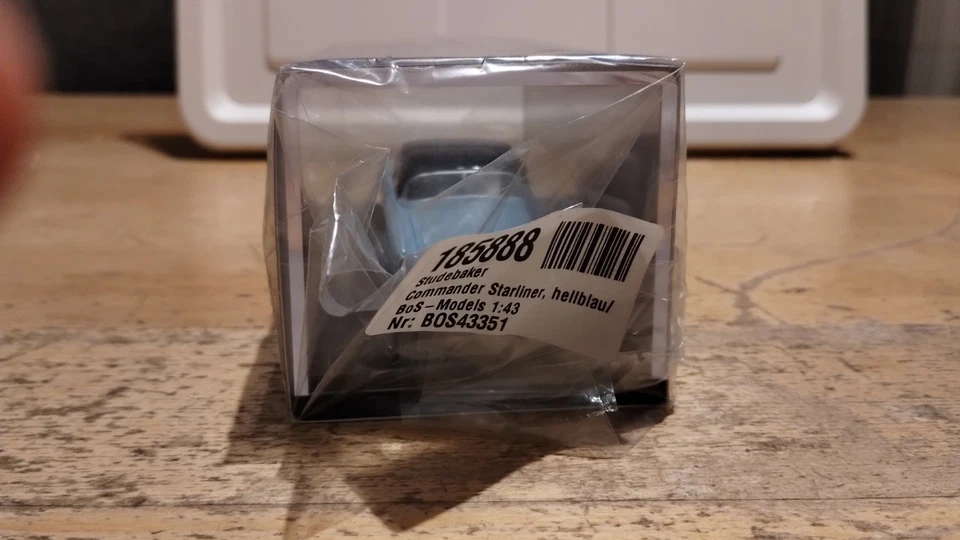 185888
Studebaker
Commander Starliner, hellblau/
BoS-Models 1:43
Nr: BOS43351